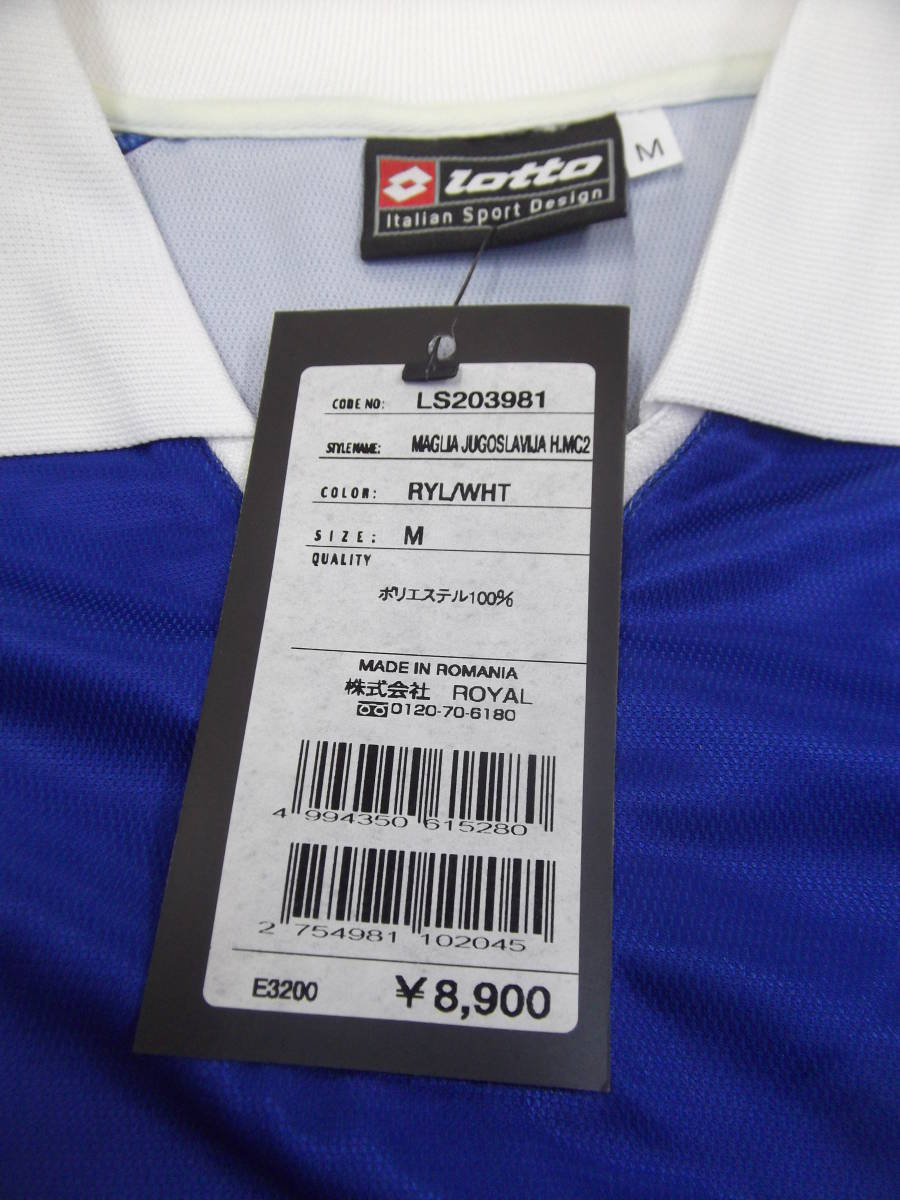 lotto
M
Italian Sport Design
CODE NO: LS203981
STYLE NAME: MAGLIA JUGOSLAVIJA H.MC2
COLOR: RYL/WHT
SIZE: M
QUALITY
ポリエステル100%
MADE IN ROMANIA
株式会社 ROYAL
0120-70-6180
4 994350 615280
2 754981 102045
E3200 ¥8,900